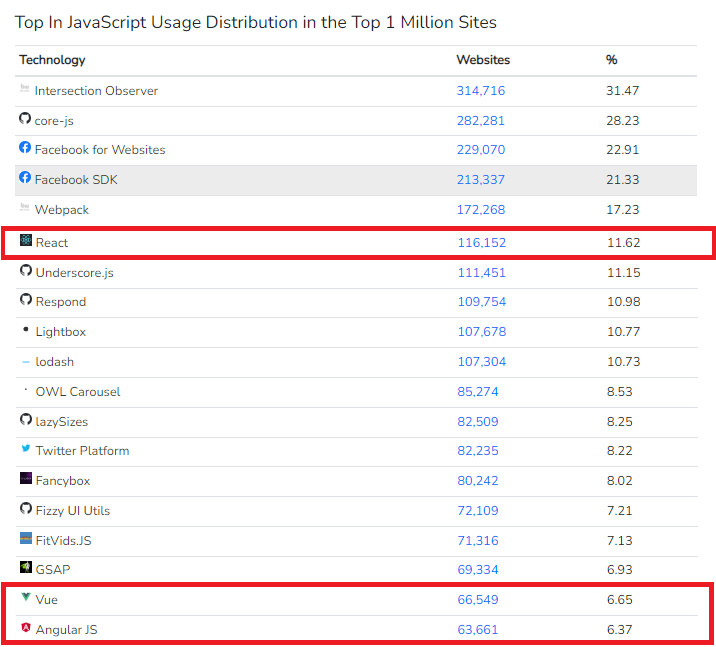 Top In JavaScript Usage Distribution in the Top 1 Million Sites
Technology Websites %
Intersection Observer 314,716 31.47
core-js 282,281 28.23
Facebook for Websites 229,070 22.91
Facebook SDK 213,337 21.33
Webpack 172,268 17.23
React 116,152 11.62
Underscore.js 111,451 11.15
Respond 109,754 10.98
Lightbox 107,678 10.77
lodash 107,304 10.73
OWL Carousel 85,274 8.53
lazySizes 82,509 8.25
Twitter Platform 82,235 8.22
Fancybox 80,242 8.02
Fizzy UI Utils 72,109 7.21
FitVids.JS 71,316 7.13
GSAP 69,334 6.93
Vue 66,549 6.65
Angular JS 63,661 6.37